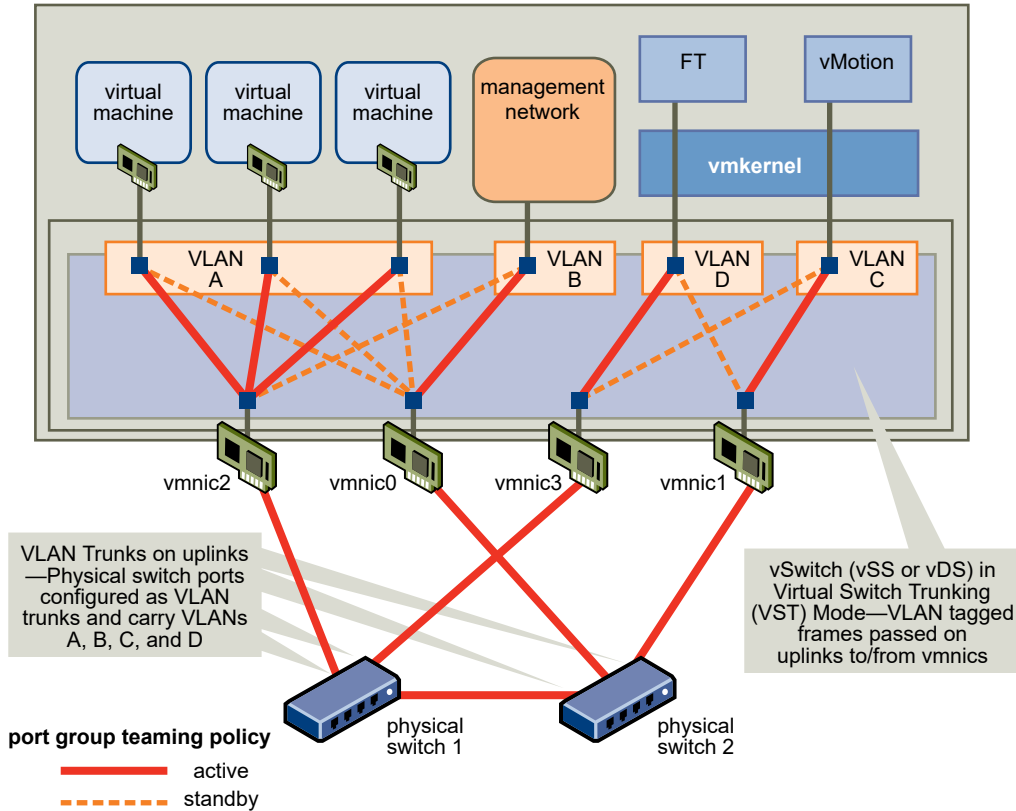 virtual
machine
virtual
machine
virtual
machine
management
network
FT
vMotion
vmkernel
VLAN
A
VLAN
B
VLAN
D
VLAN
C
vmnic2
vmnic0
vmnic3
vmnic1
VLAN Trunks on uplinks
—Physical switch ports
configured as VLAN
trunks and carry VLANs
A, B, C, and D
vSwitch (vSS or vDS) in
Virtual Switch Trunking
(VST) Mode—VLAN tagged
frames passed on
uplinks to/from vmnics
physical
switch 1
physical
switch 2
port group teaming policy
active
standby